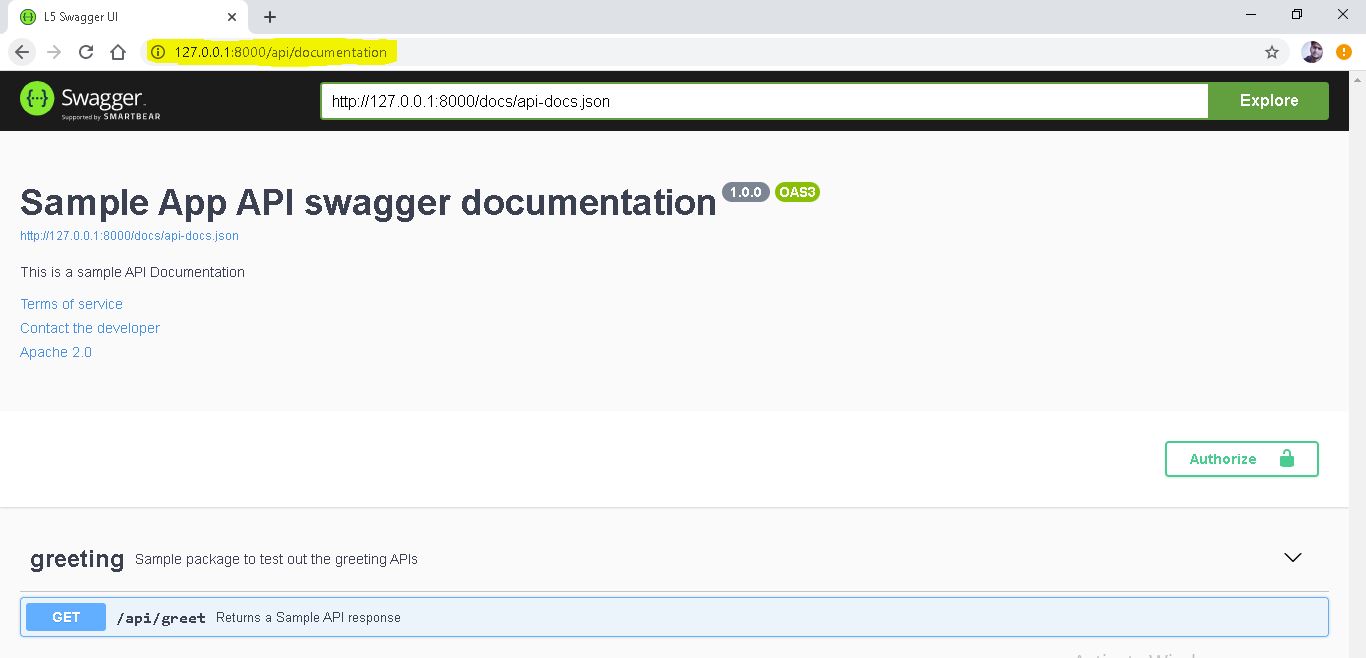 L5 Swagger UI
127.0.0.1:8000/api/documentation
Swagger
Supported by SMARTBEAR
http://127.0.0.1:8000/docs/api-docs.json
Explore
Sample App API swagger documentation 1.0.0 OAS3
http://127.0.0.1:8000/docs/api-docs.json
This is a sample API Documentation
Terms of service
Contact the developer
Apache 2.0
Authorize
greeting Sample package to test out the greeting APIs
GET /api/greet Returns a Sample API response